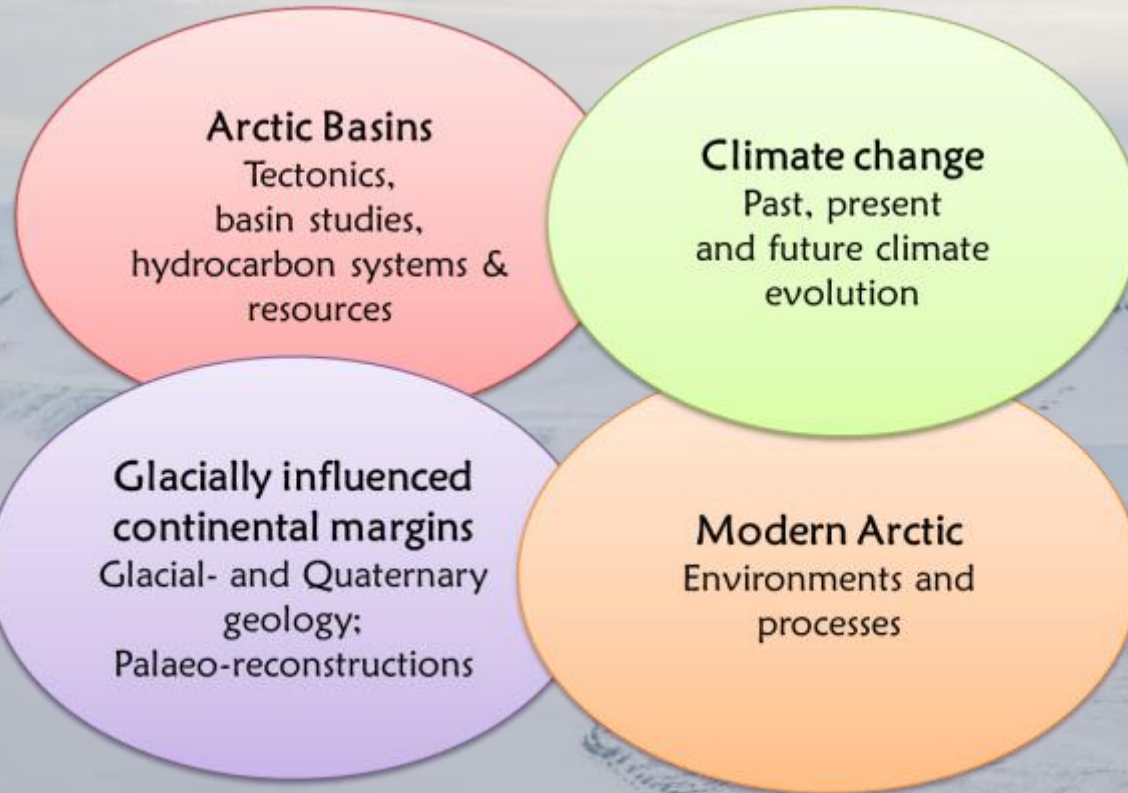 Arctic Basins
Tectonics,
basin studies,
hydrocarbon systems &
resources
Climate change
Past, present
and future climate
evolution
Glacially influenced
continental margins
Glacial- and Quaternary
geology;
Palaeo-reconstructions
Modern Arctic
Environments and
processes